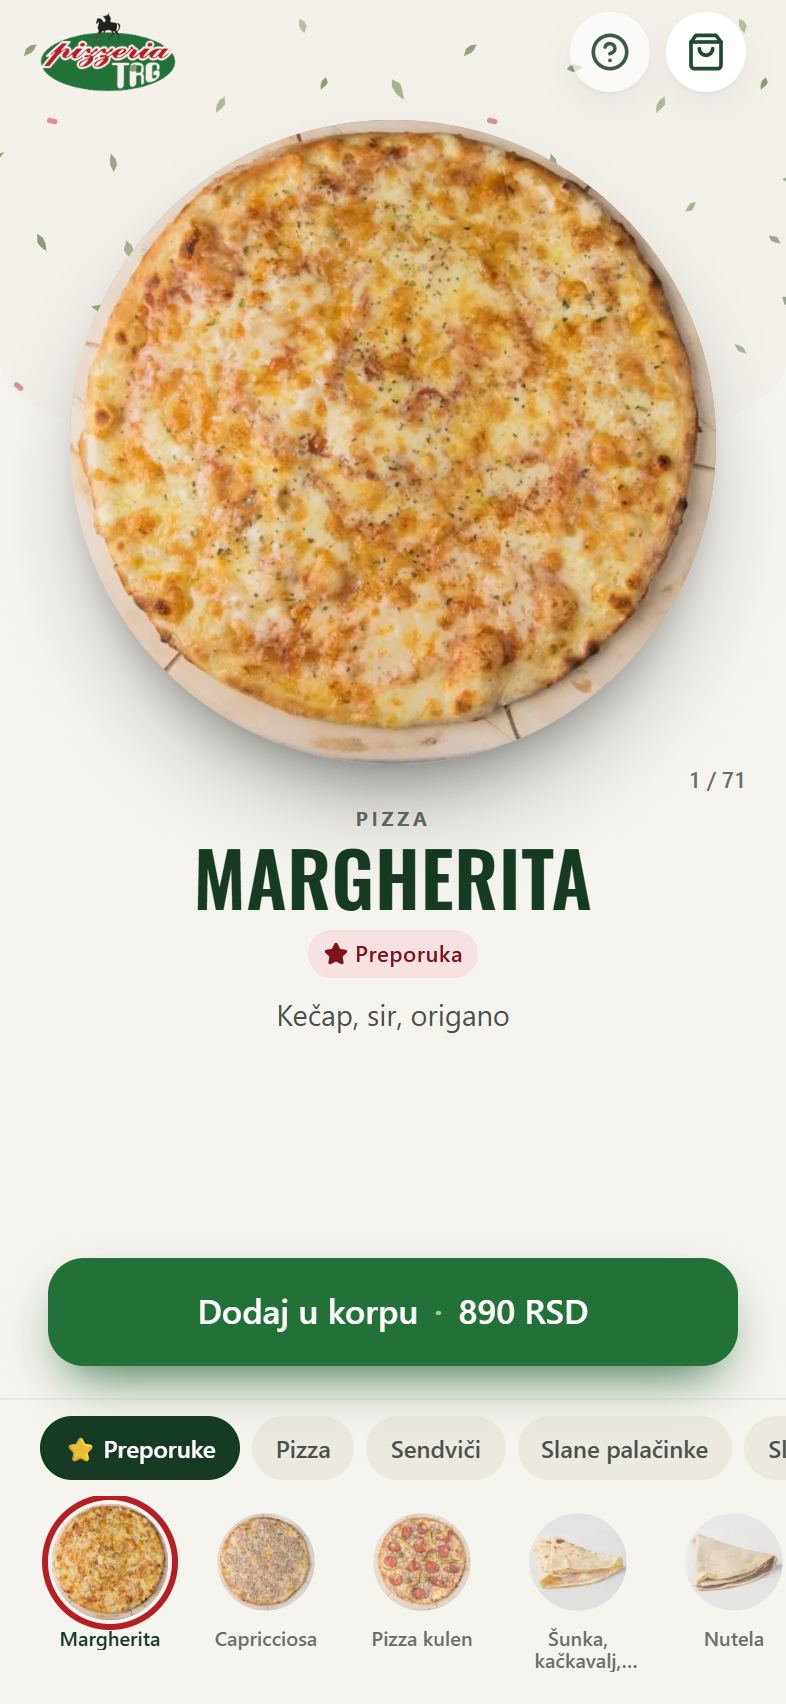 pizzeria
TRG
1 / 71
PIZZA
MARGHERITA
Preporuka
Kečap, sir, origano
Dodaj u korpu · 890 RSD
Preporuke
Pizza
Sendviči
Slane palačinke
Sl
Margherita
Capricciosa
Pizza kulen
Šunka,
kačkavalj,...
Nutela